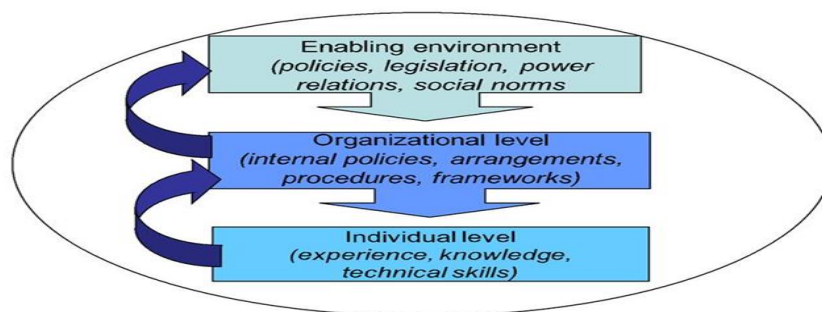 Enabling environment
(policies, legislation, power
relations, social norms
Organizational level
(internal policies, arrangements,
procedures, frameworks)
Individual level
(experience, knowledge,
technical skills)